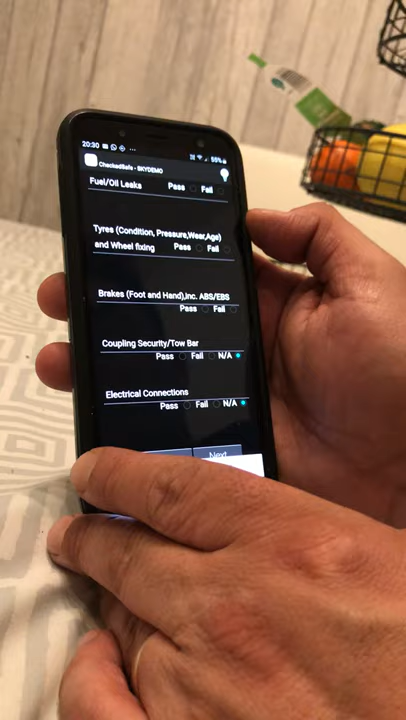 20:30 ... 55%
CheckedSafe - BKYDEMO
Fuel/Oil Leaks Pass Fail
Tyres (Condition, Pressure,Wear,Age)
and Wheel fixing Pass Fail
Brakes (Foot and Hand),inc. ABS/EBS
Pass Fail
Coupling Security/Tow Bar
Pass Fail N/A
Electrical Connections
Pass Fail N/A
Next